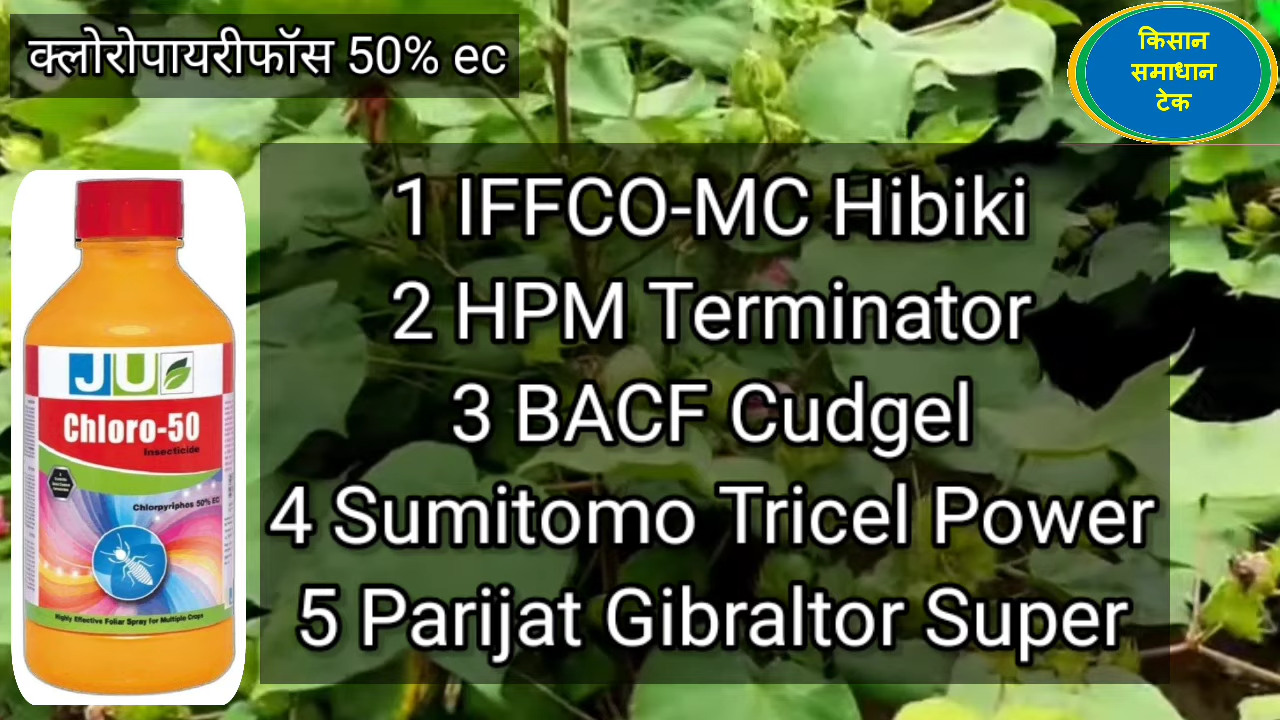 क्लोरोपायरीफॉस 50% ec
किसान
समाधान
टेक
1 IFFCO-MC Hibiki
2 HPM Terminator
3 BACF Cudgel
4 Sumitomo Tricel Power
5 Parijat Gibraltor Super
JU
Chloro-50
Insecticide
Chlorpyriphos 50% EC
Highly Effective Foliar Spray for Multiple Crops